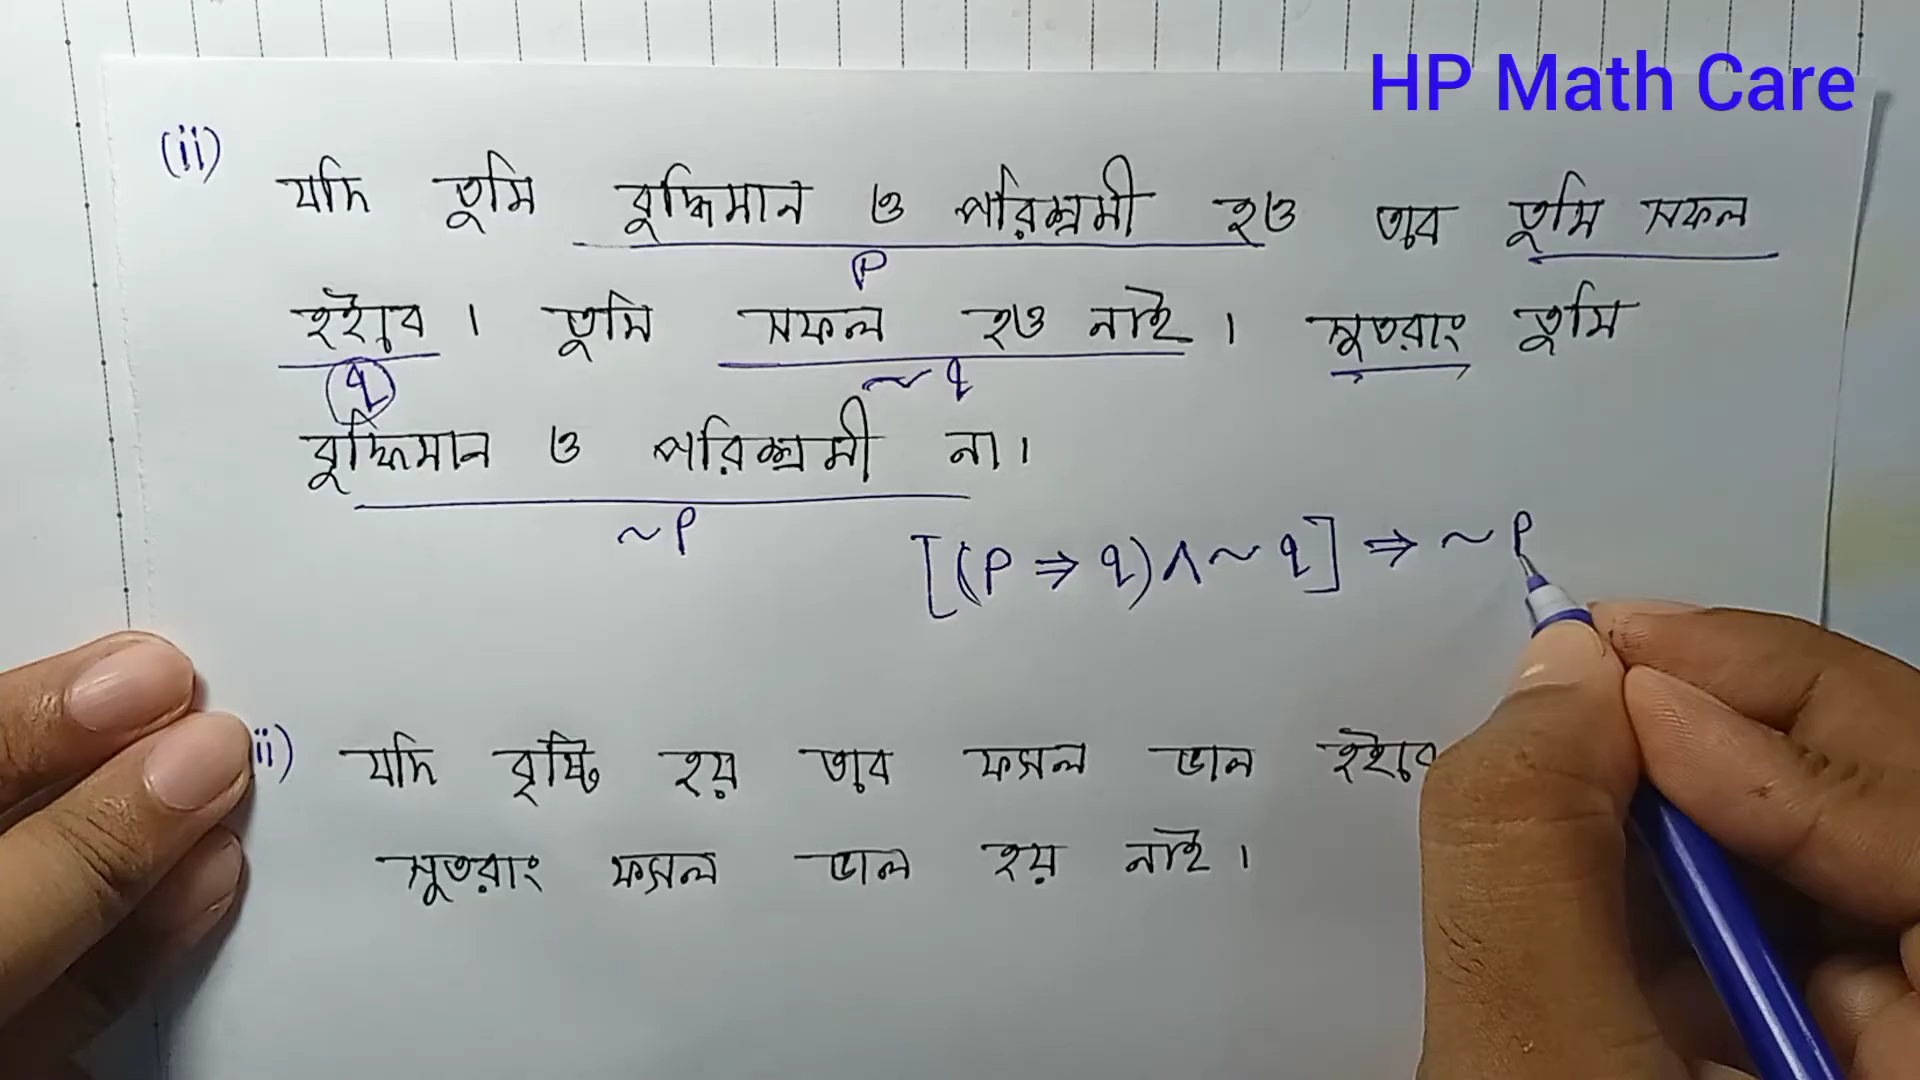 HP Math Care
(ii) যদি তুমি বুদ্ধিমান ও পরিশ্রমী হও তবে তুমি সফল
P
হইবে। তুমি সফল হও নাই। সুতরাং তুমি
q ~q
বুদ্ধিমান ও পরিশ্রমী না।
~P
[(P ⇒ q) ∧ ~ q] ⇒ ~ P
ii) যদি বৃষ্টি হয় তবে ফসল ভাল হইবে
সুতরাং ফসল ভাল হয় নাই।